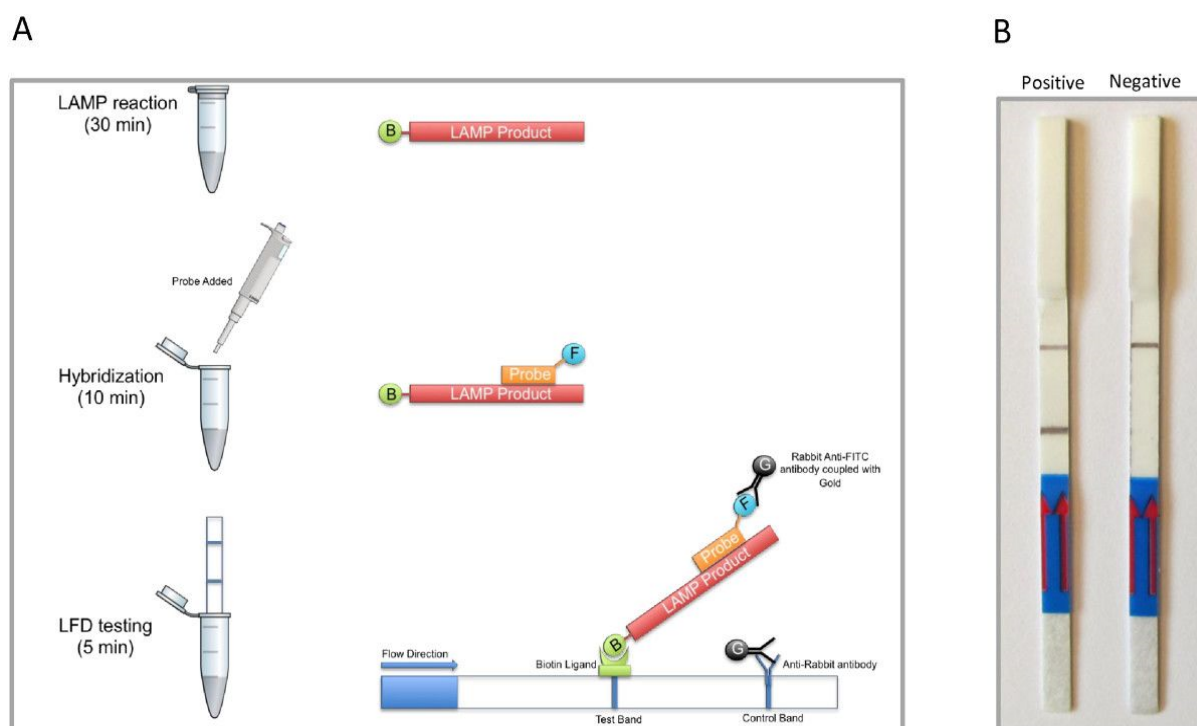 A
LAMP reaction
(30 min)
B
LAMP Product
Probe Added
Hybridization
(10 min)
F
Probe
B
LAMP Product
LFD testing
(5 min)
G
Rabbit Anti-FITC
antibody coupled with
Gold
F
Probe
LAMP Product
B
Flow Direction
Biotin Ligand
G
Anti-Rabbit antibody
Test Band
Control Band
B
Positive
Negative